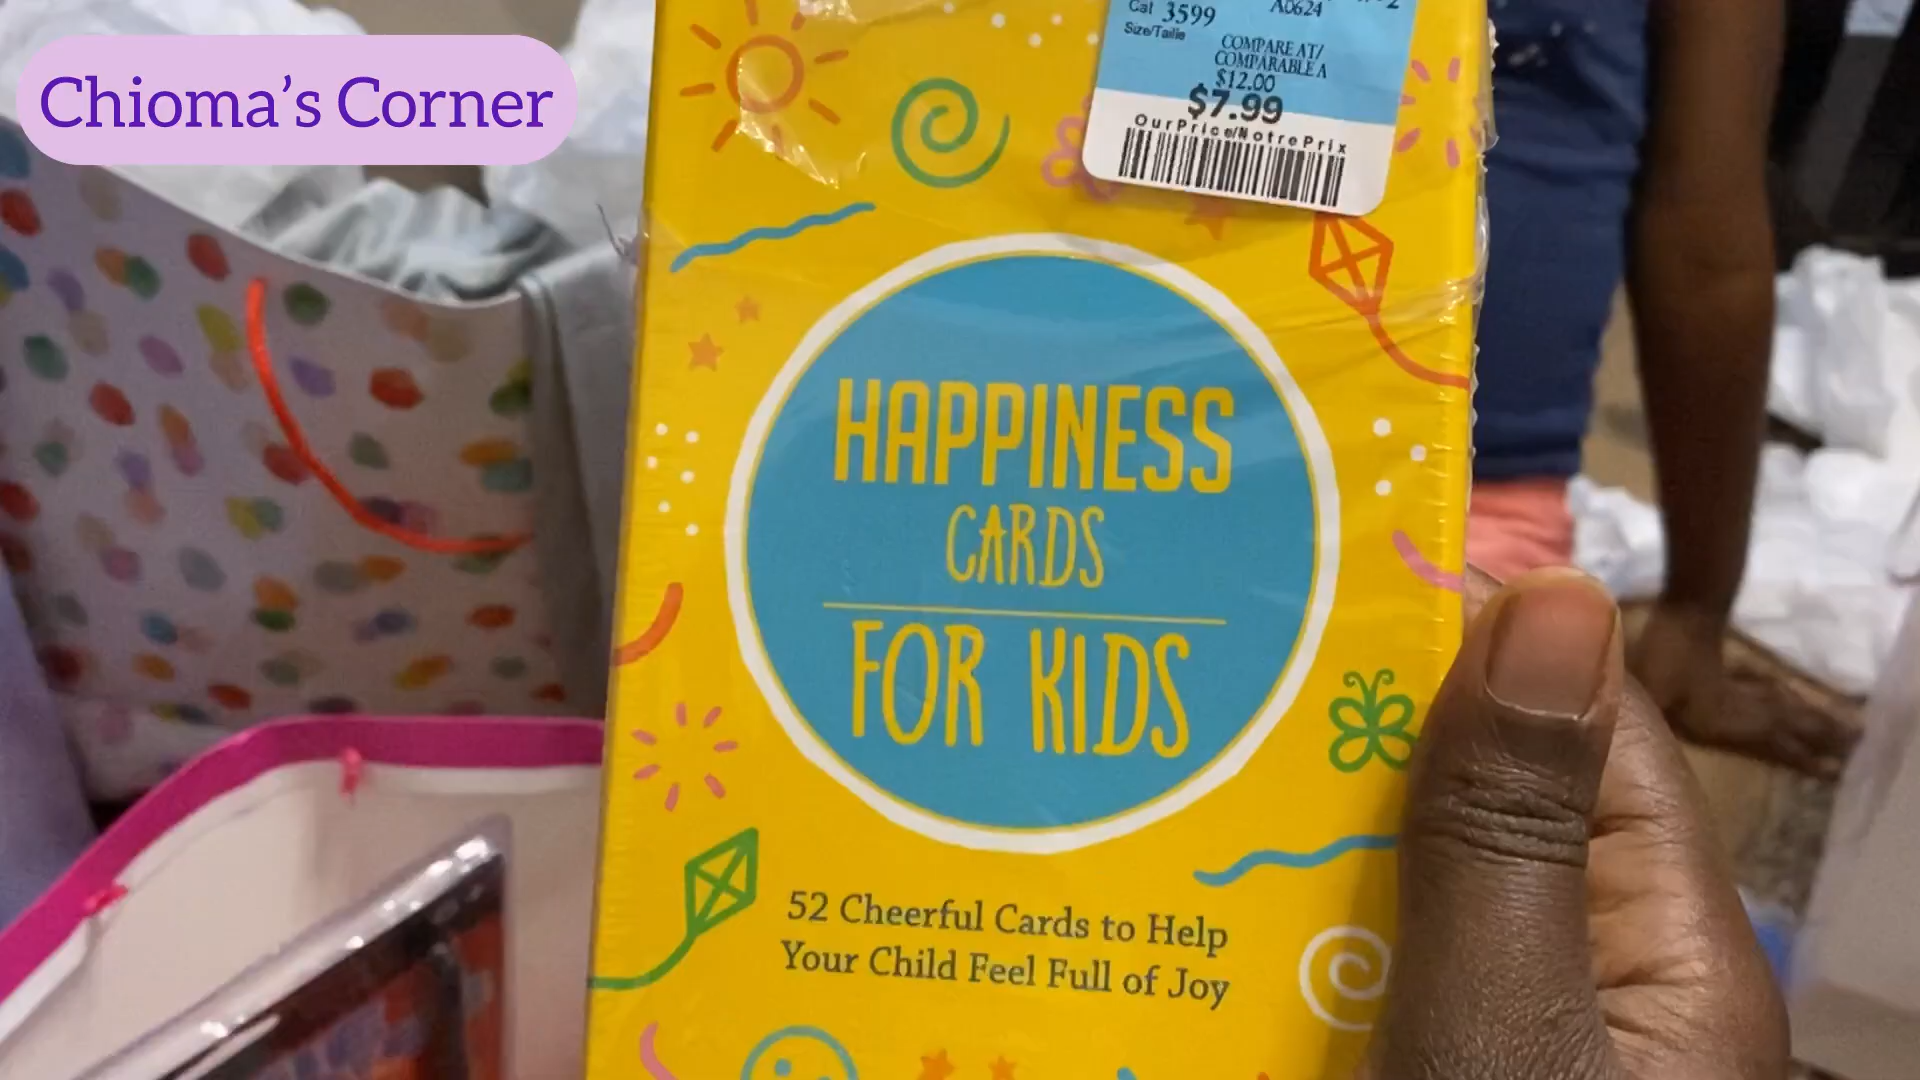 Chioma's Corner
Cat 3599
A0624
Size/Taille
COMPARE AT/
COMPARABLE A
$12.00
$7.99
OurPrice/NotrePrix
HAPPINESS
CARDS
FOR KIDS
52 Cheerful Cards to Help
Your Child Feel Full of Joy